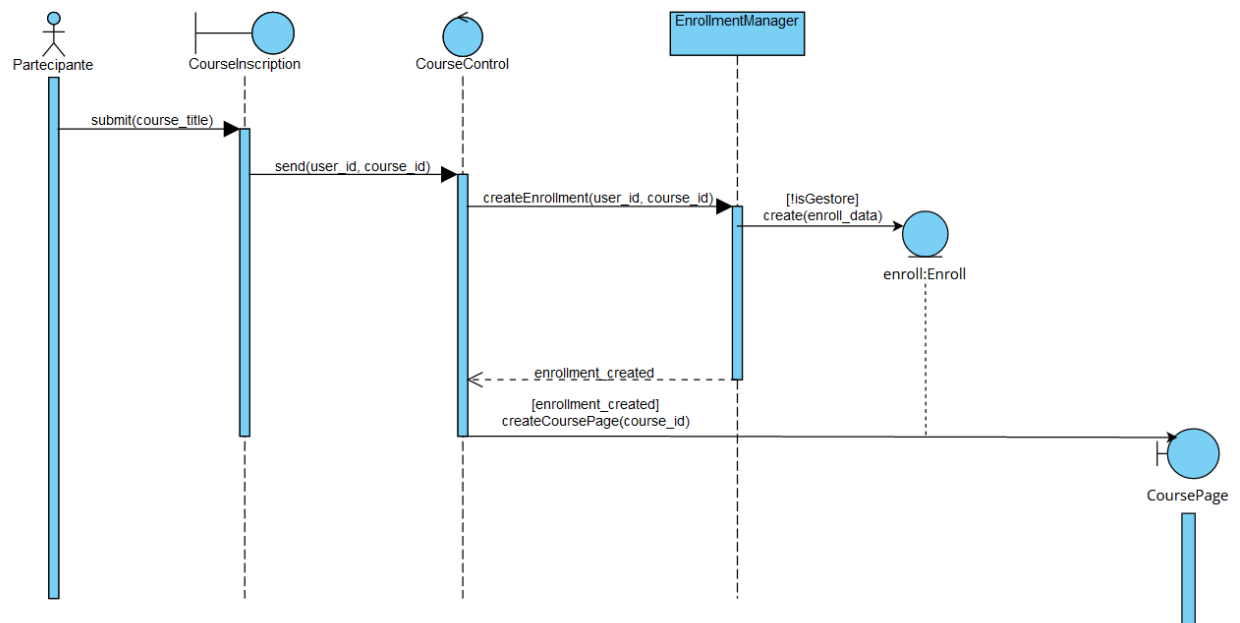 EnrollmentManager
Partecipante
CourseInscription
CourseControl
submit(course_title)
send(user_id, course_id)
createEnrollment(user_id, course_id)
[!isGestore]
create(enroll_data)
enroll:Enroll
enrollment_created
[enrollment_created]
createCoursePage(course_id)
CoursePage